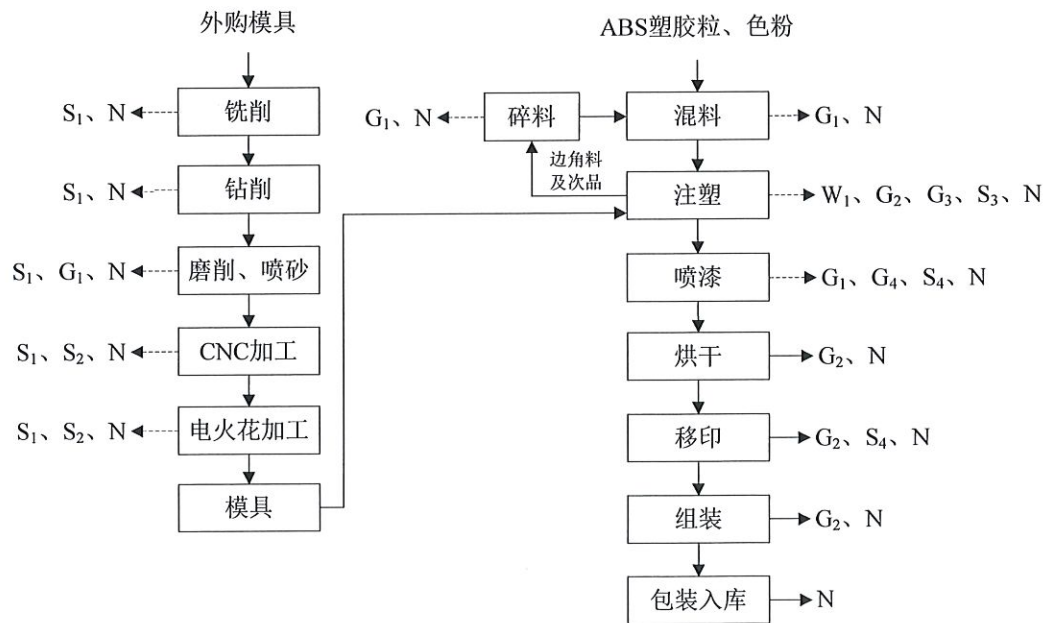 外购模具
S₁、N
铣削
S₁、N
钻削
S₁、G₁、N
磨削、喷砂
S₁、S₂、N
CNC加工
S₁、S₂、N
电火花加工
模具
ABS塑胶粒、色粉
G₁、N
碎料
混料
G₁、N
边角料
及次品
注塑
W₁、G₂、G₃、S₃、N
喷漆
G₁、G₄、S₄、N
烘干
G₂、N
移印
G₂、S₄、N
组装
G₂、N
包装入库
N